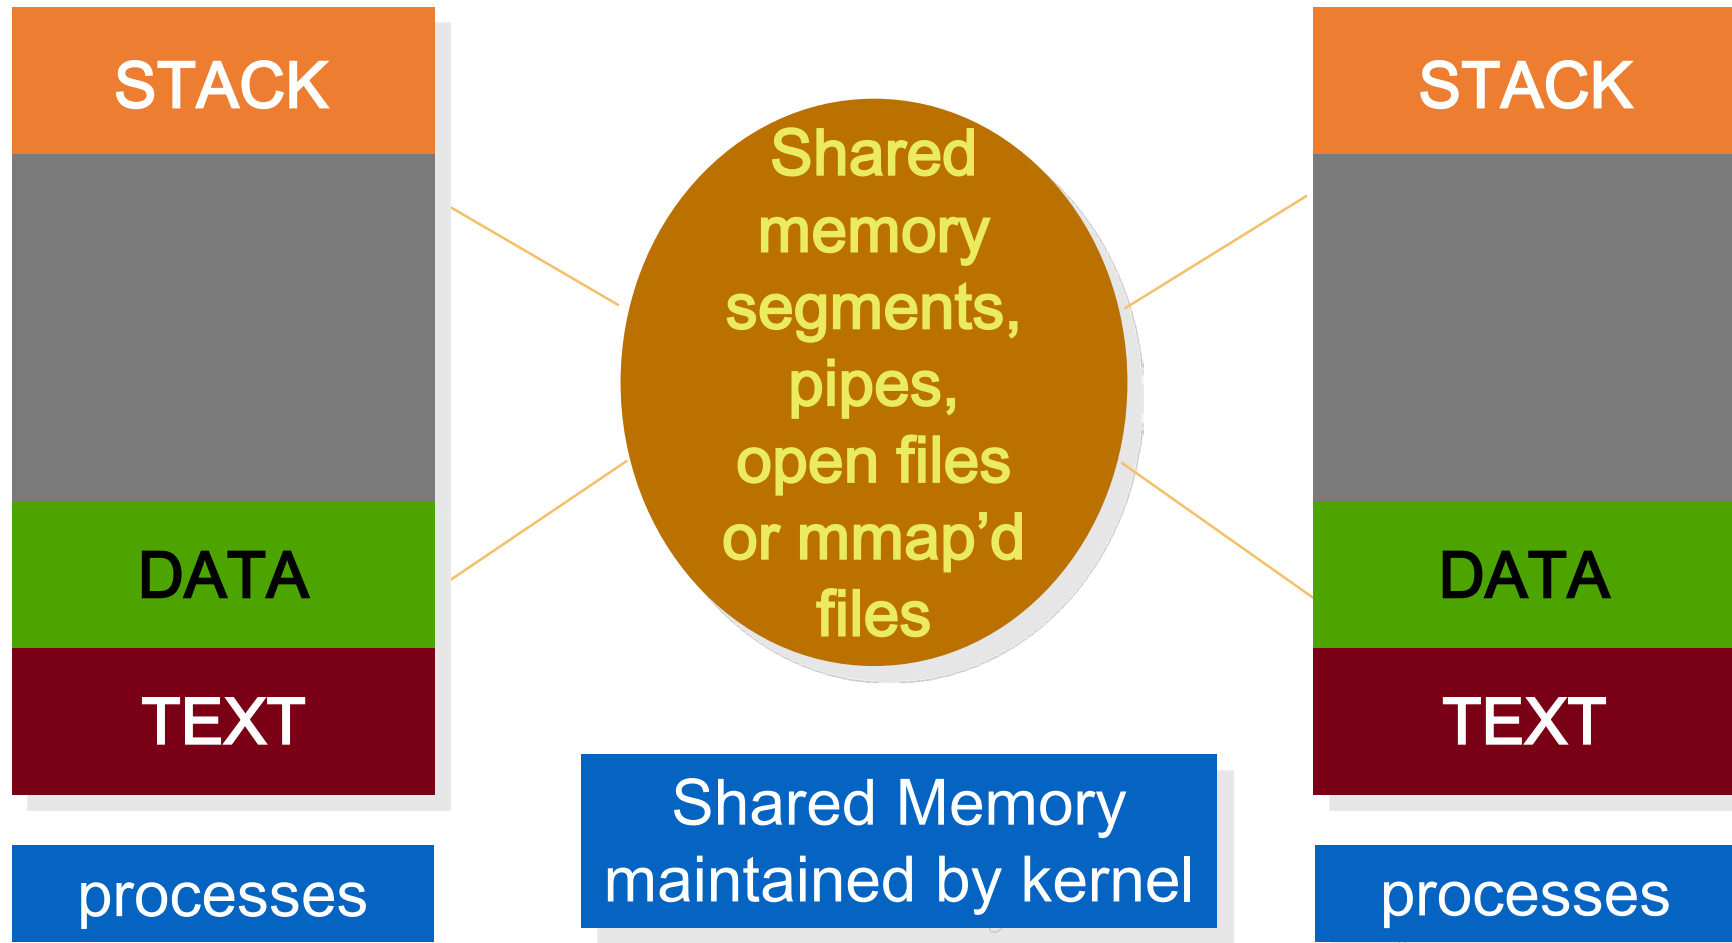 STACK
DATA
TEXT
processes
Shared
memory
segments,
pipes,
open files
or mmap’d
files
Shared Memory
maintained by kernel
STACK
DATA
TEXT
processes